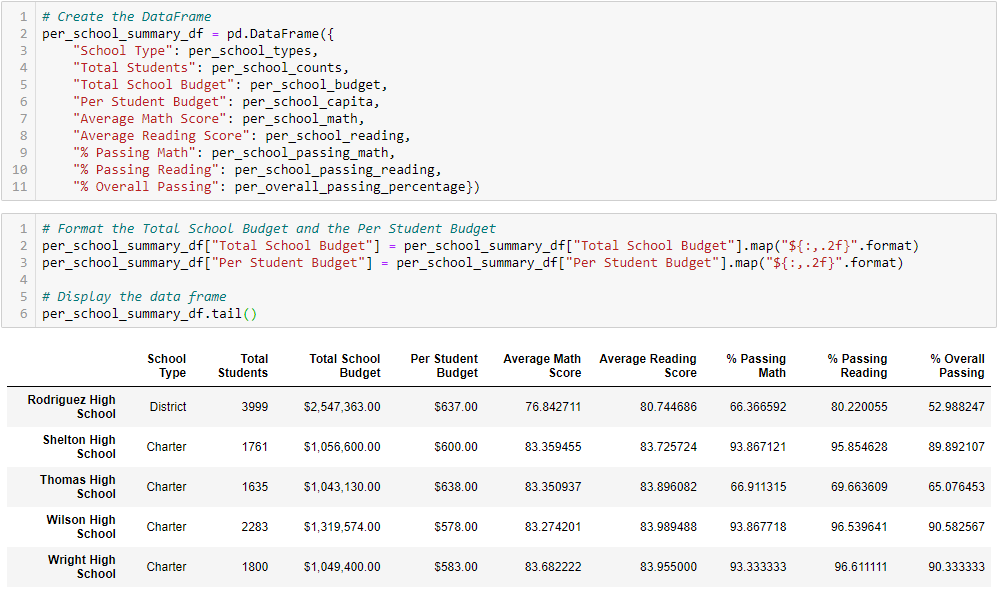 1 # Create the DataFrame
2 per_school_summary_df = pd.DataFrame({
3     "School Type": per_school_types,
4     "Total Students": per_school_counts,
5     "Total School Budget": per_school_budget,
6     "Per Student Budget": per_school_capita,
7     "Average Math Score": per_school_math,
8     "Average Reading Score": per_school_reading,
9     "% Passing Math": per_school_passing_math,
10     "% Passing Reading": per_school_passing_reading,
11     "% Overall Passing": per_overall_passing_percentage})
1 # Format the Total School Budget and the Per Student Budget
2 per_school_summary_df["Total School Budget"] = per_school_summary_df["Total School Budget"].map("${:,.2f}".format)
3 per_school_summary_df["Per Student Budget"] = per_school_summary_df["Per Student Budget"].map("${:,.2f}".format)
4
5 # Display the data frame
6 per_school_summary_df.tail()
School Total Total School Per Student Average Math Average Reading % Passing % Passing % Overall
Type Students Budget Budget Score Score Math Reading Passing
Rodriguez High
School District 3999 $2,547,363.00 $637.00 76.842711 80.744686 66.366592 80.220055 52.988247
Shelton High
School Charter 1761 $1,056,600.00 $600.00 83.359455 83.725724 93.867121 95.854628 89.892107
Thomas High
School Charter 1635 $1,043,130.00 $638.00 83.350937 83.896082 66.911315 69.663609 65.076453
Wilson High
School Charter 2283 $1,319,574.00 $578.00 83.274201 83.989488 93.867718 96.539641 90.582567
Wright High
School Charter 1800 $1,049,400.00 $583.00 83.682222 83.955000 93.333333 96.611111 90.333333